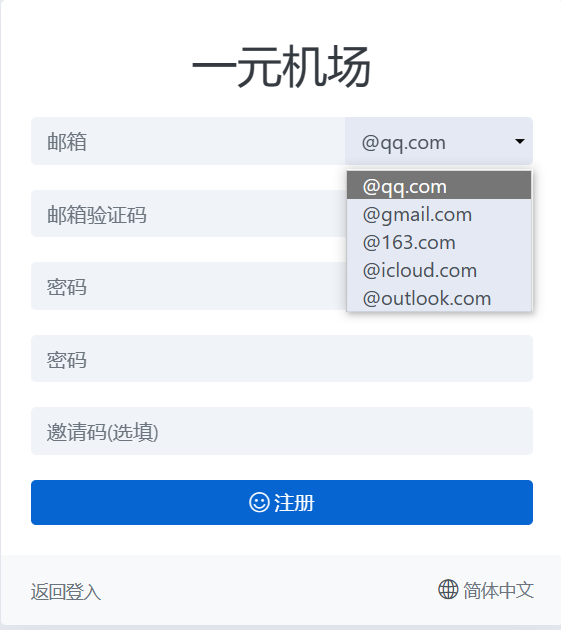 一元机场
邮箱
@qq.com
@qq.com
@gmail.com
@163.com
@icloud.com
@outlook.com
邮箱验证码
密码
密码
邀请码(选填)
注册
返回登入
简体中文